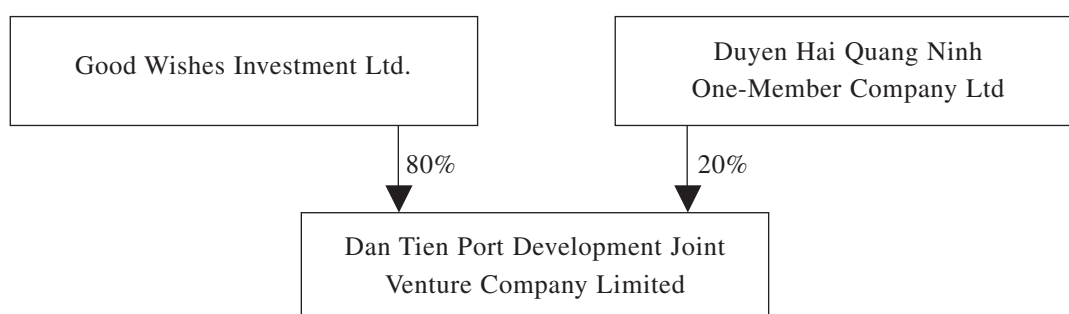 Good Wishes Investment Ltd.
Duyen Hai Quang Ninh
One-Member Company Ltd
80%
20%
Dan Tien Port Development Joint
Venture Company Limited